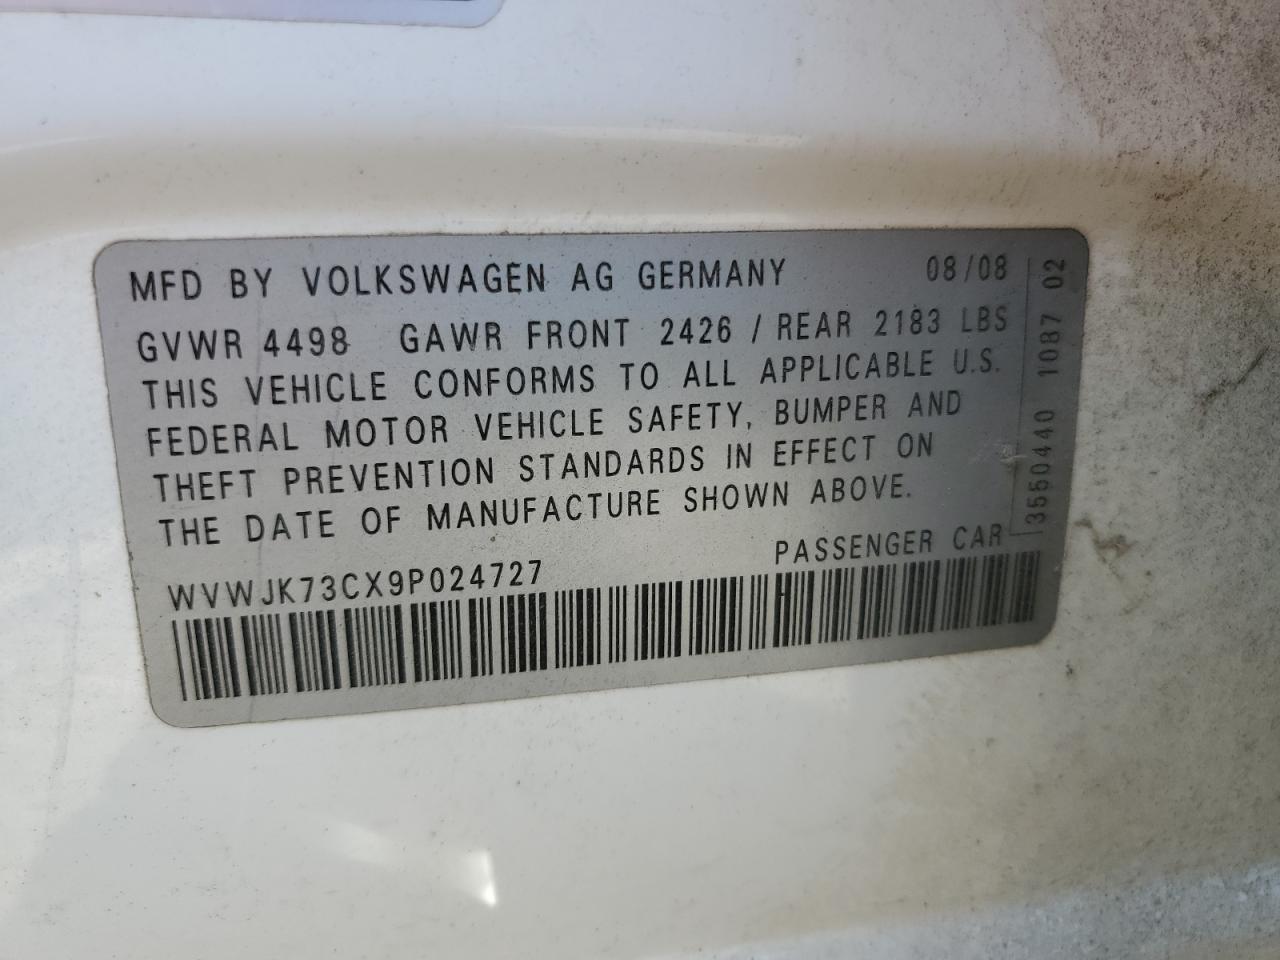 MFD BY VOLKSWAGEN AG GERMANY 08/08
GVWR 4498 GAWR FRONT 2426 / REAR 2183 LBS
THIS VEHICLE CONFORMS TO ALL APPLICABLE U.S.
FEDERAL MOTOR VEHICLE SAFETY, BUMPER AND
THEFT PREVENTION STANDARDS IN EFFECT ON
THE DATE OF MANUFACTURE SHOWN ABOVE.
WVWJK73CX9P024727 PASSENGER CAR
3550440 1087 02